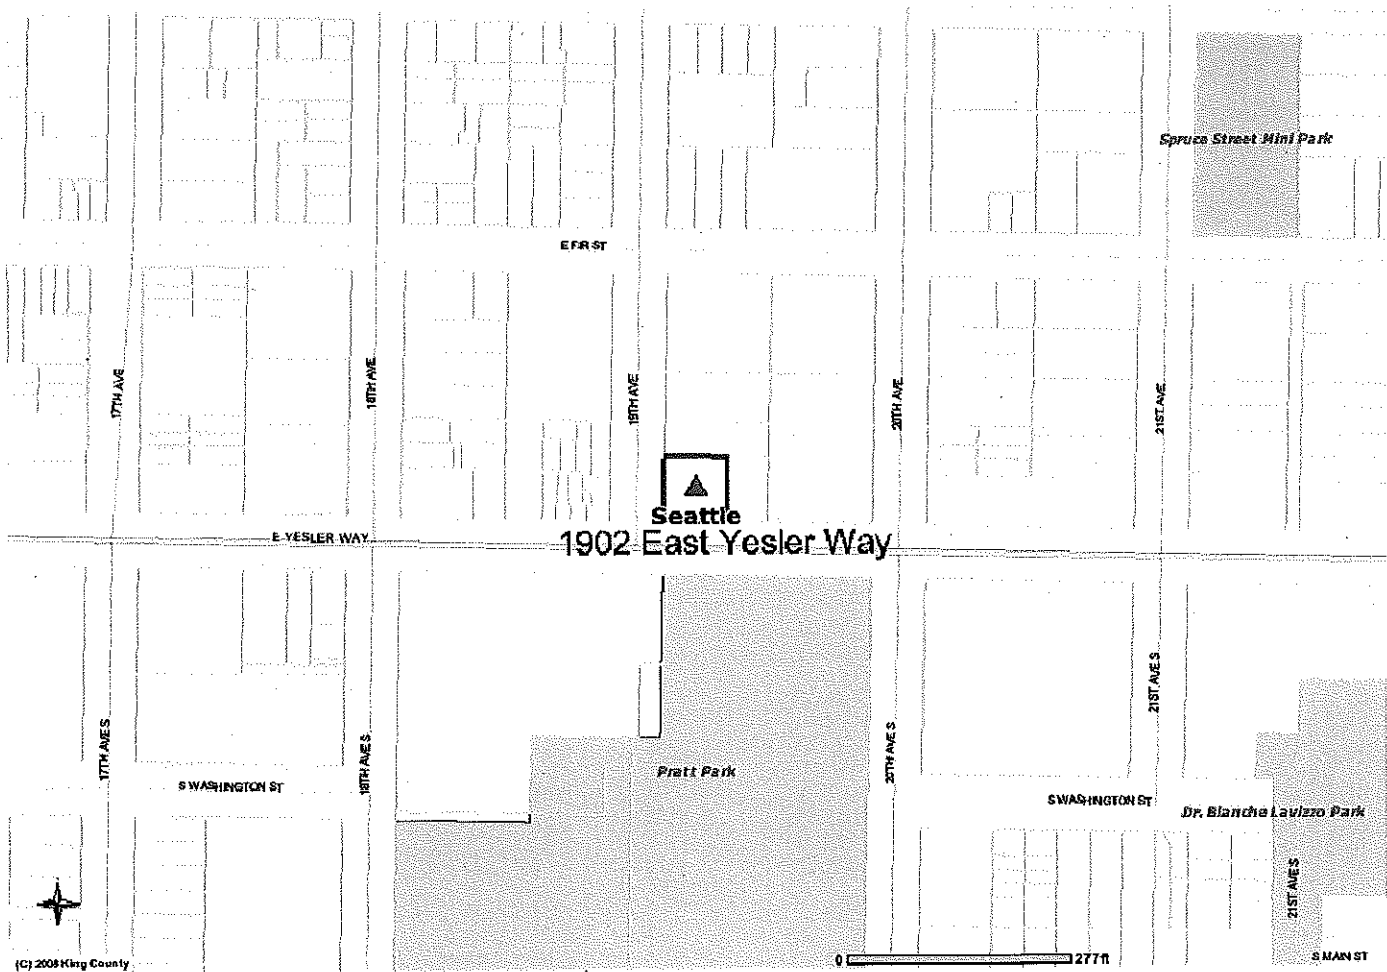 Spruce Street Mini Park
E FIR ST
17TH AVE
18TH AVE
19TH AVE
20TH AVE
21ST AVE
Seattle
E YESLER WAY
1902 East Yesler Way
17TH AVE S
18TH AVE S
20TH AVE S
21ST AVE S
Pratt Park
S WASHINGTON ST
S WASHINGTON ST
Dr. Blanche Lavizzo Park
21ST AVE S
(C) 2008 King County
0 277ft
S MAIN ST